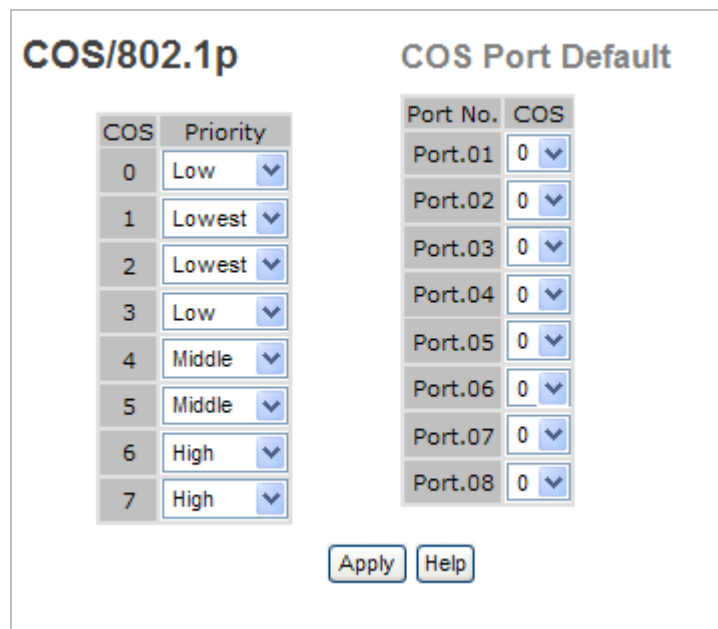 COS/802.1p
COS Priority
0 Low
1 Lowest
2 Lowest
3 Low
4 Middle
5 Middle
6 High
7 High
COS Port Default
Port No. COS
Port.01 0
Port.02 0
Port.03 0
Port.04 0
Port.05 0
Port.06 0
Port.07 0
Port.08 0
Apply Help